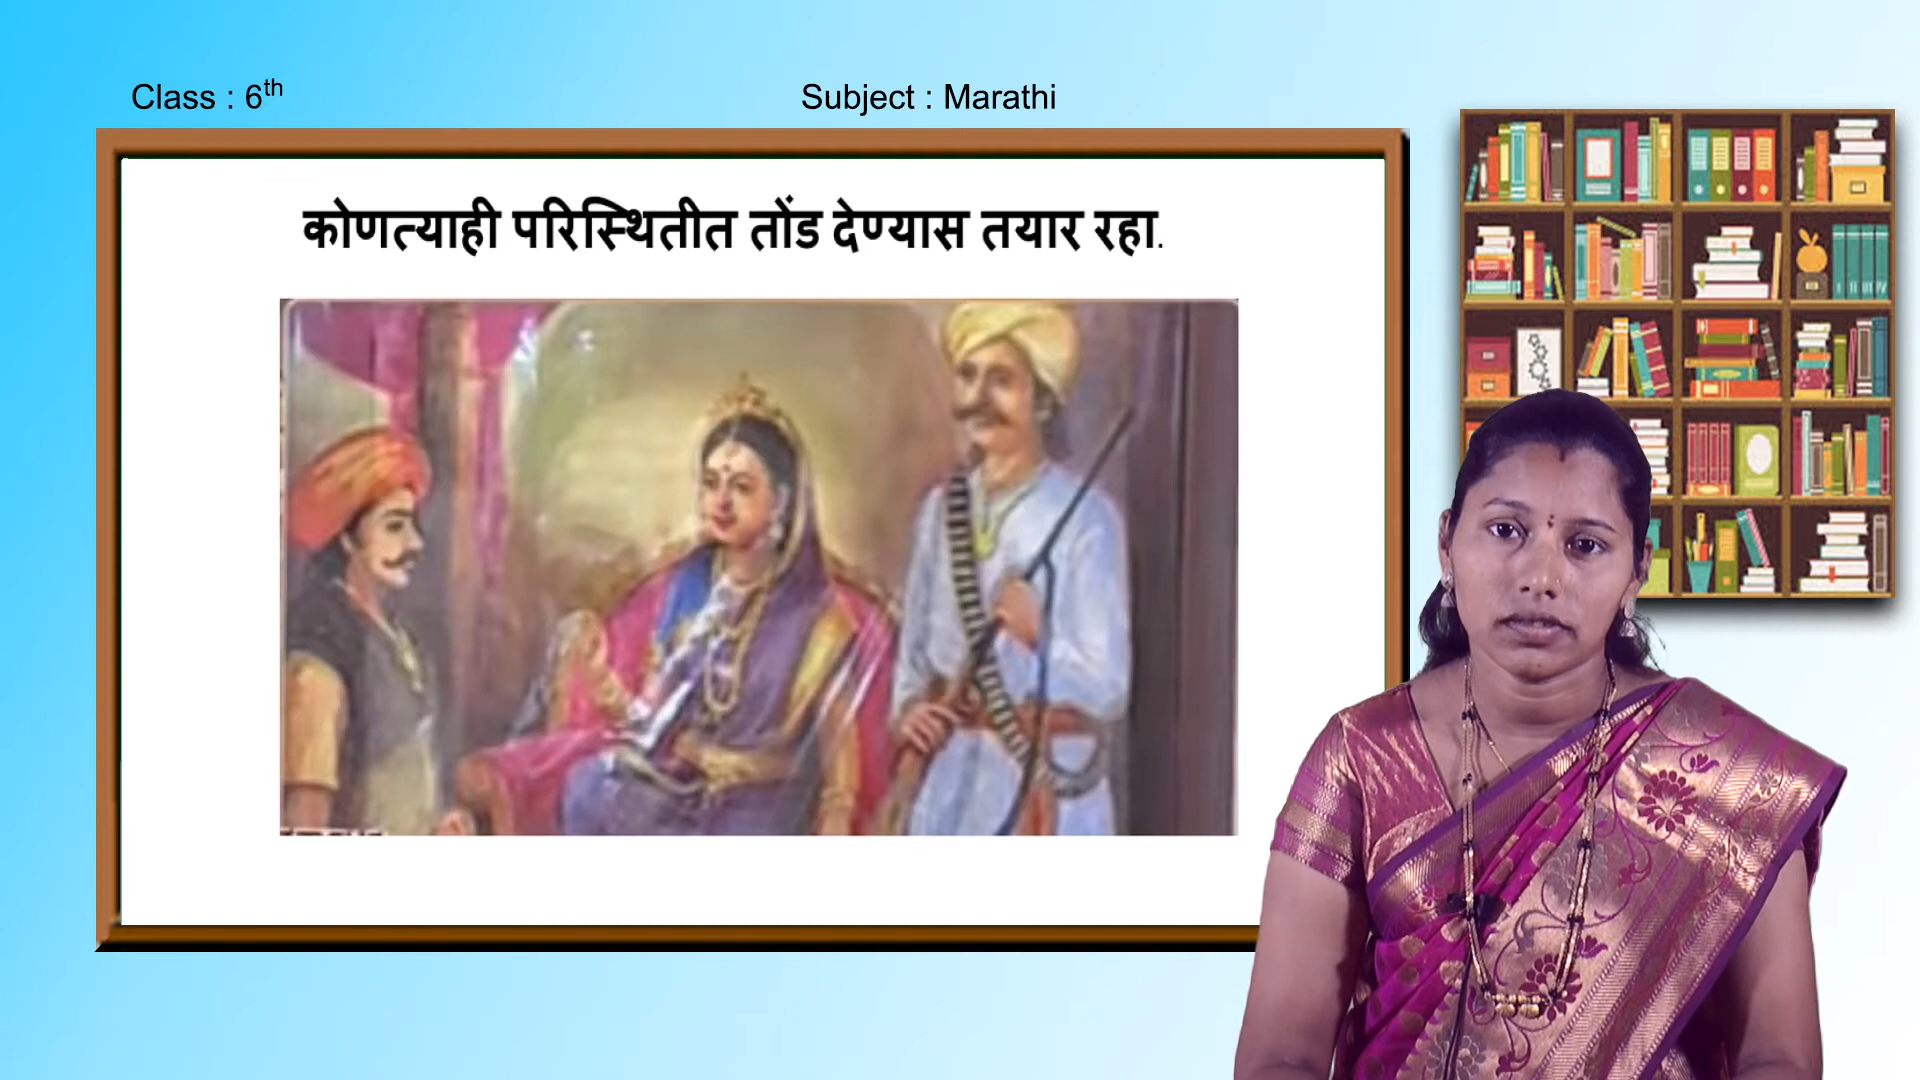 Class : 6th
Subject : Marathi
कोणत्याही परिस्थितीत तोंड देण्यास तयार रहा.